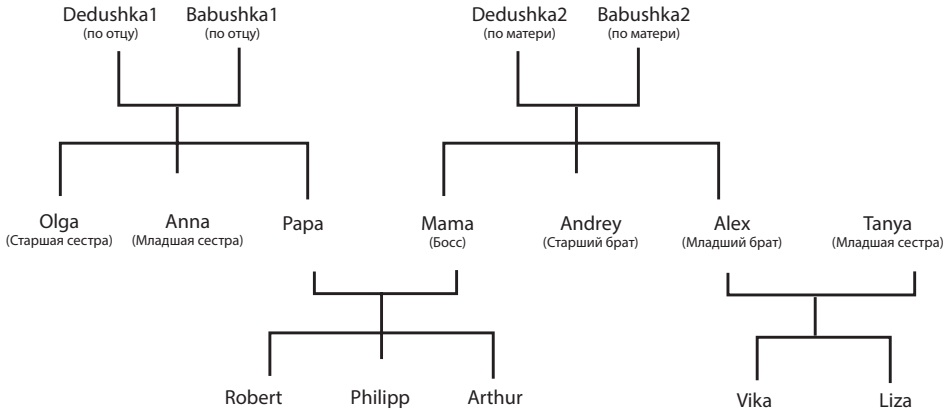 Dedushka1 Babushka1 Dedushka2 Babushka2
(по отцу) (по отцу) (по матери) (по матери)
Olga Anna Papa Mama Andrey Alex Tanya
(Старшая сестра) (Младшая сестра) (Босс) (Старший брат) (Младший брат) (Младшая сестра)
Robert Philipp Arthur Vika Liza